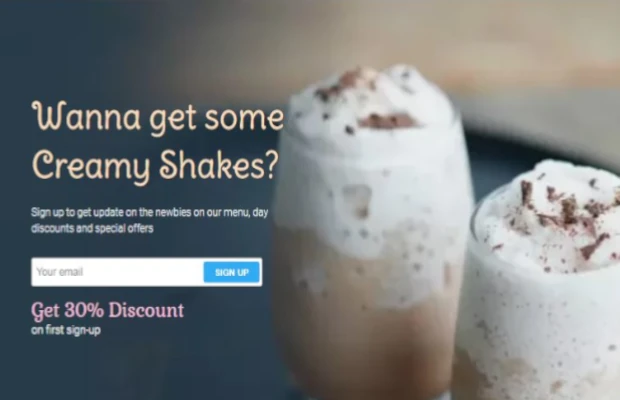 Wanna get some
Creamy Shakes?
Sign up to get update on the newbies on our menu, day
discounts and special offers
Your email
SIGN UP
Get 30% Discount
on first sign-up